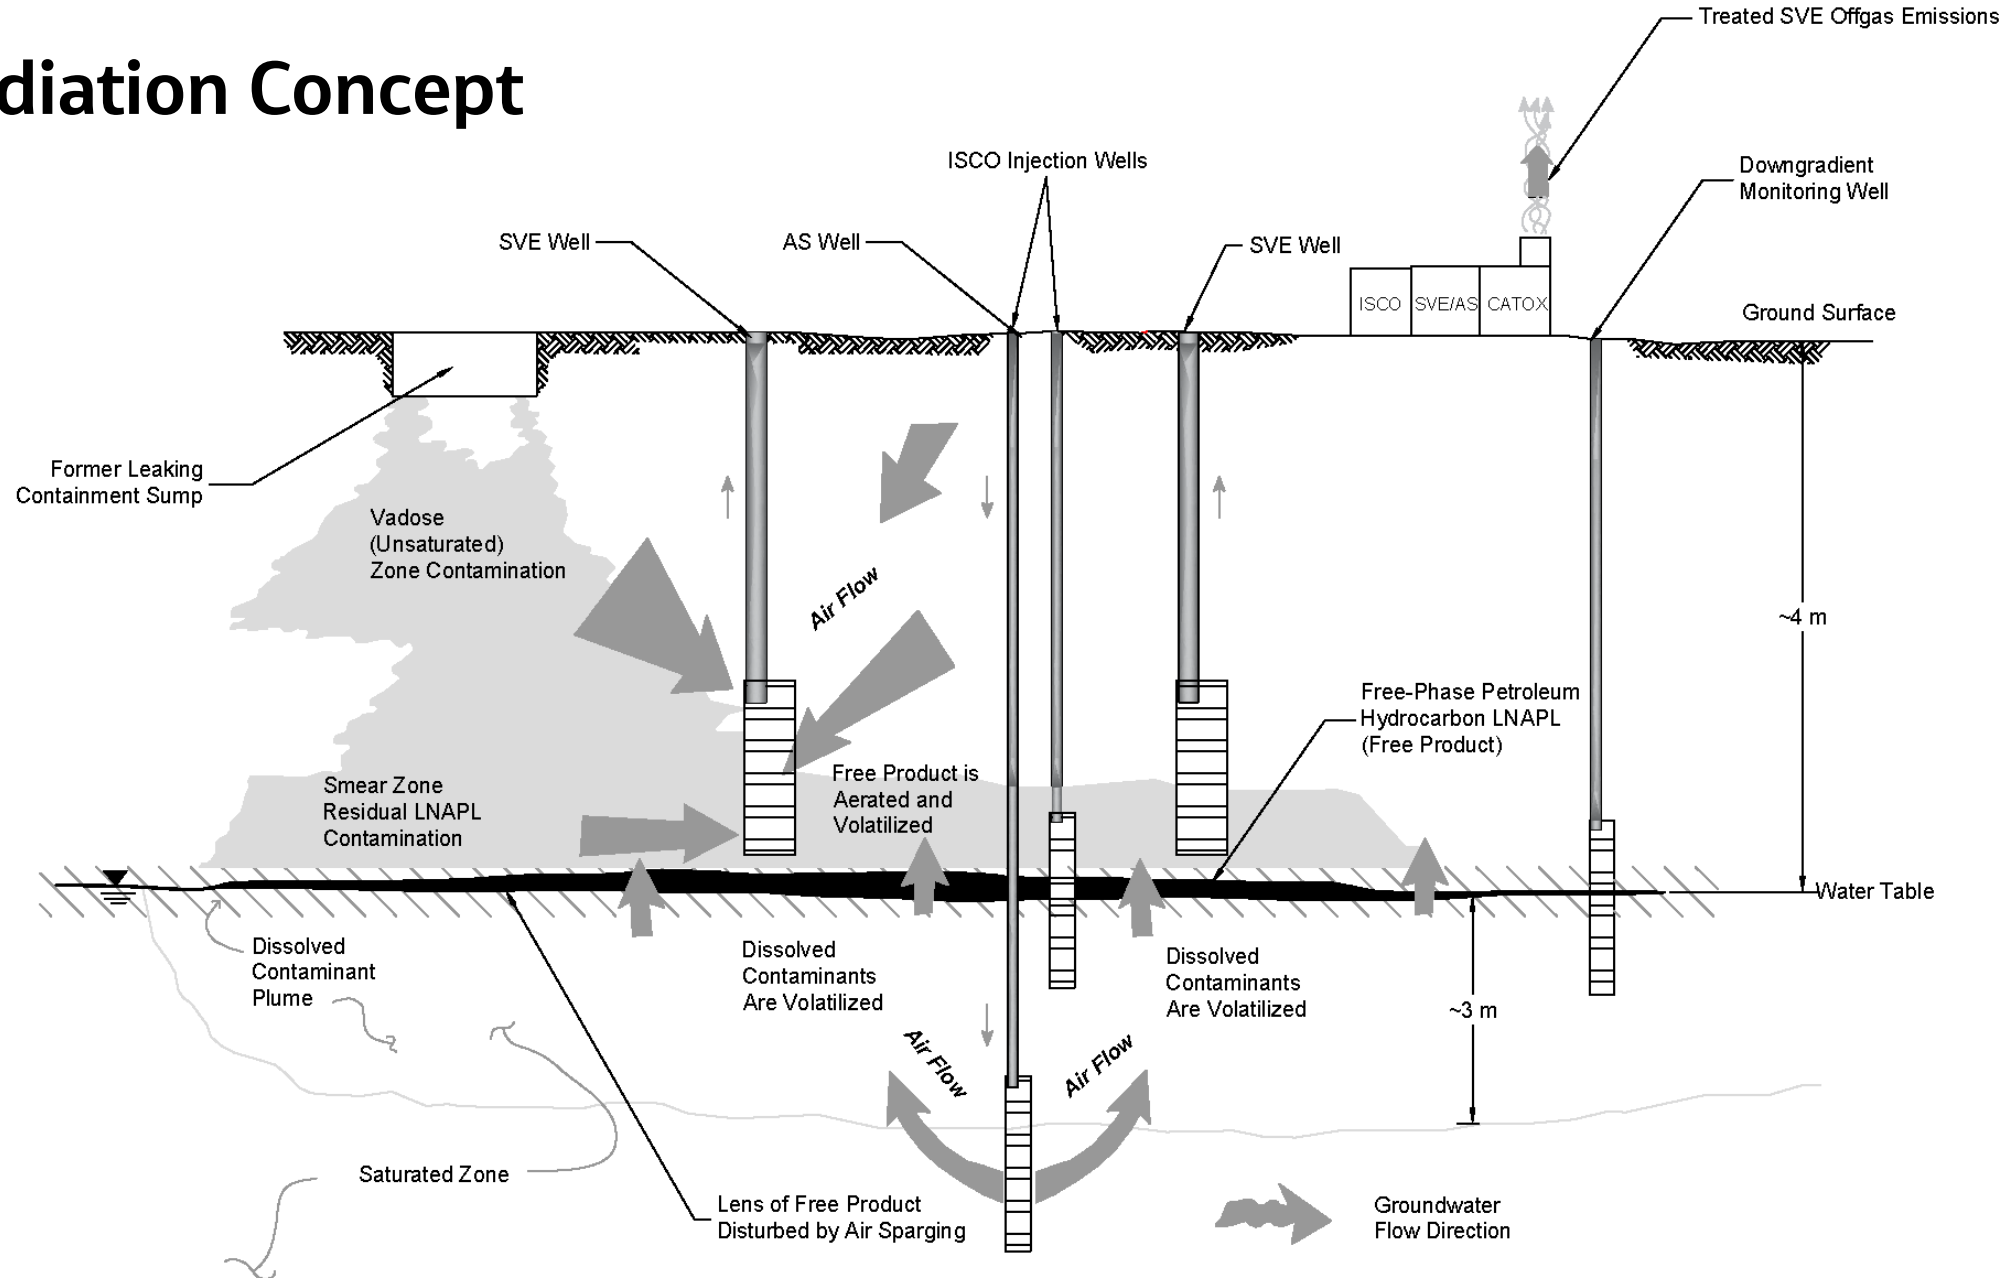 diation Concept
Treated SVE Offgas Emissions
ISCO Injection Wells
Downgradient
Monitoring Well
SVE Well
AS Well
SVE Well
ISCO
SVE/AS
CATOX
Ground Surface
Former Leaking
Containment Sump
Vadose
(Unsaturated)
Zone Contamination
Air Flow
~4 m
Free-Phase Petroleum
Hydrocarbon LNAPL
(Free Product)
Smear Zone
Residual LNAPL
Contamination
Free Product is
Aerated and
Volatilized
Water Table
Dissolved
Contaminant
Plume
Dissolved
Contaminants
Are Volatilized
Dissolved
Contaminants
Are Volatilized
~3 m
Air Flow
Air Flow
Saturated Zone
Lens of Free Product
Disturbed by Air Sparging
Groundwater
Flow Direction